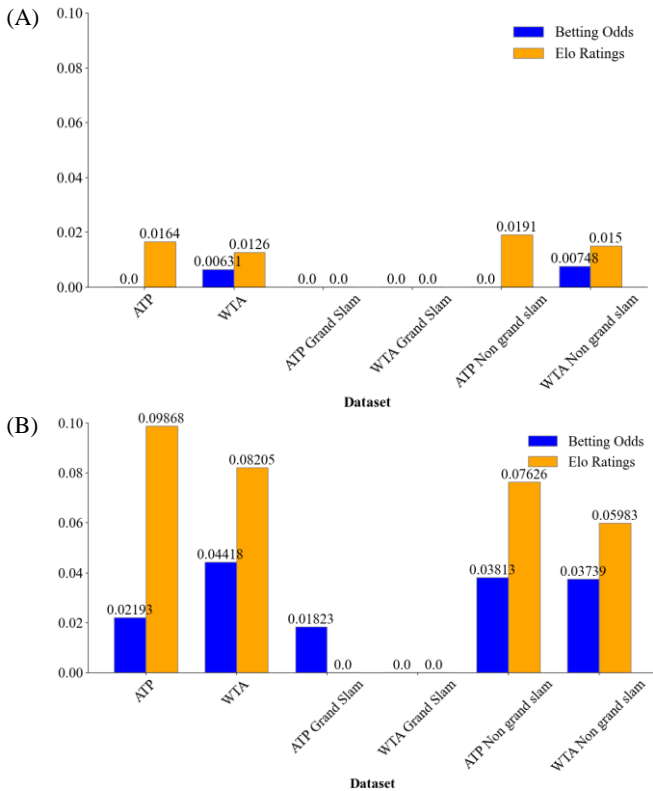 (A)
0.10
0.08
0.06
0.04
0.02
0.00
Betting Odds
Elo Ratings
0.0
0.0164
0.00631
0.0126
0.0
0.0
0.0
0.0
0.0
0.0191
0.00748
0.015
ATP
WTA
ATP Grand Slam
WTA Grand Slam
ATP Non grand slam
WTA Non grand slam
Dataset
(B)
0.10
0.08
0.06
0.04
0.02
0.00
Betting Odds
Elo Ratings
0.02193
0.09868
0.04418
0.08205
0.01823
0.0
0.0
0.0
0.03813
0.07626
0.03739
0.05983
ATP
WTA
ATP Grand Slam
WTA Grand Slam
ATP Non grand slam
WTA Non grand slam
Dataset